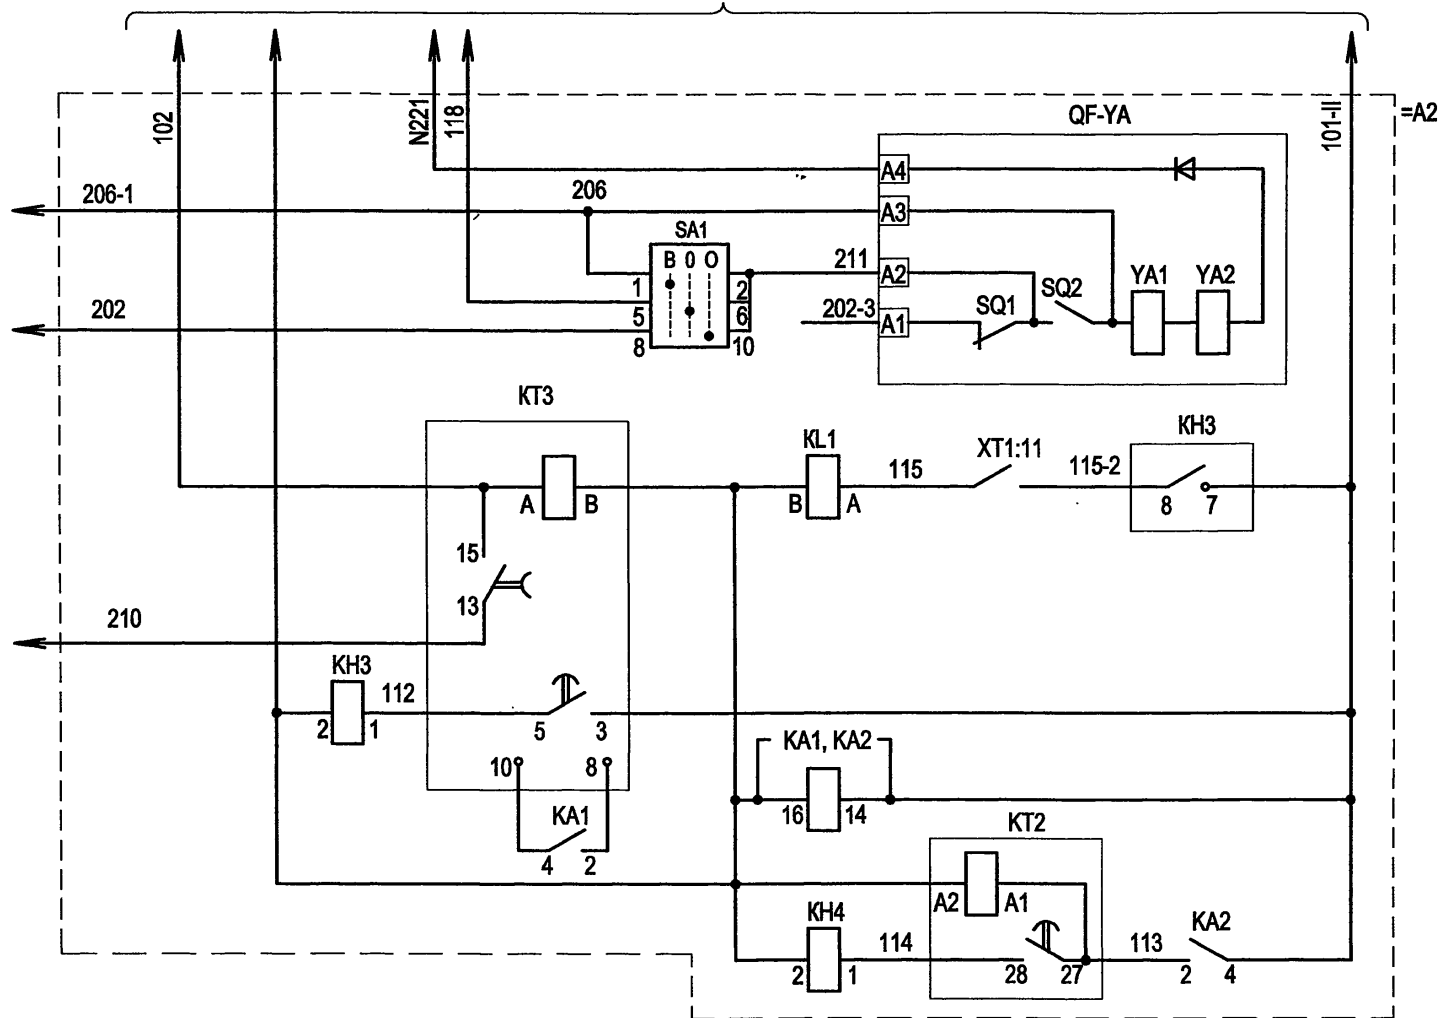 =A2
102
N221
118
101-II
QF-YA
A4
206-1
206
A3
SA1
В 0 О
1
2
5
6
8
10
211
A2
202-3
A1
SQ1
SQ2
YA1
YA2
202
KT3
A
B
15
13
KL1
B
A
115
XT1:11
115-2
KH3
8
7
210
KH3
2
1
112
5
3
10
8
KA1
4
2
KA1, KA2
16
14
KT2
A2
A1
KH4
2
1
114
28
27
113
KA2
2
4